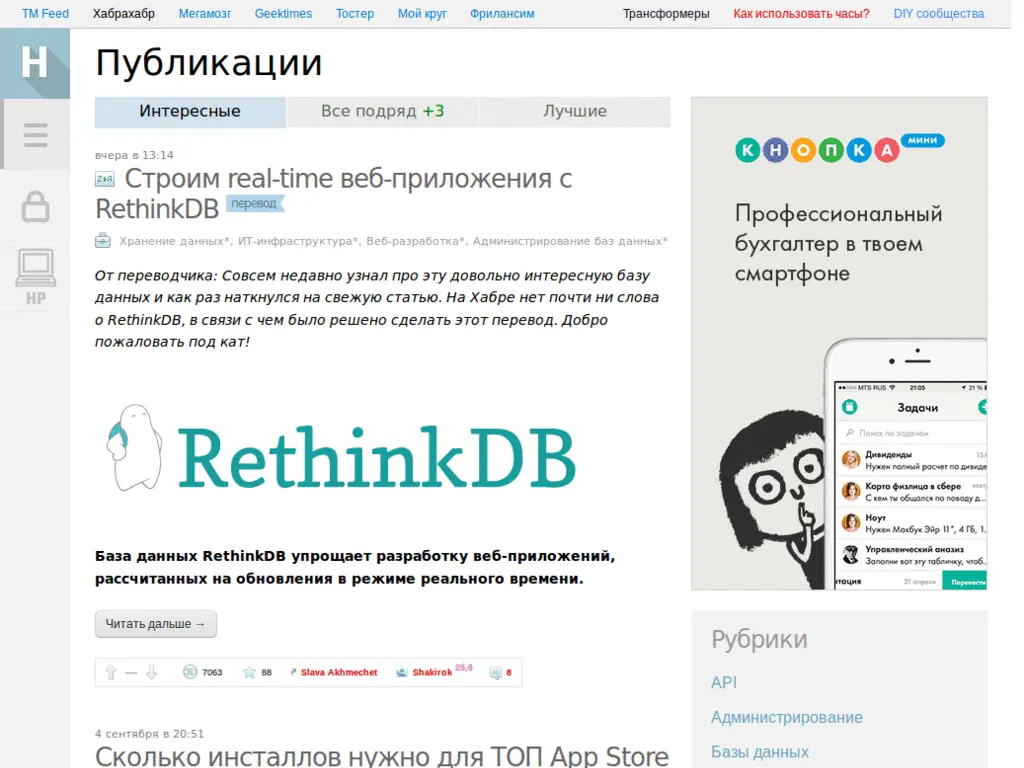 TM Feed Хабрахабр Мегамозг Geektimes Тостер Мой круг Фрилансим Трансформеры Как использовать часы? DIY сообщества
H
Публикации
Интересные Все подряд +3 Лучшие
вчера в 13:14
Строим real-time веб-приложения с
RethinkDB перевод
Хранение данных*, ИТ-инфраструктура*, Веб-разработка*, Администрирование баз данных*
От переводчика: Совсем недавно узнал про эту довольно интересную базу
данных и как раз наткнулся на свежую статью. На Хабре нет почти ни слова
о RethinkDB, в связи с чем было решено сделать этот перевод. Добро
пожаловать под кат!
RethinkDB
База данных RethinkDB упрощает разработку веб-приложений,
рассчитанных на обновления в режиме реального времени.
Читать дальше →
7063 88 Slava Akhmechet Shakirok 25,6 8
4 сентября в 20:51
Сколько инсталлов нужно для ТОП App Store
HP
КНОПКА МИНИ
Профессиональный
бухгалтер в твоем
смартфоне
MTS RUS 21:05 21 %
Задачи
Поиск по задачам
Дивиденды
Нужен полный расчет по дивиде
Карта физлица в сбере
С кем ты общался по поводу д...
Ноут
Нужен Макбук Эйр 11", 4 ГБ, 1.
Управленческий анализ
Заполни вот эту табличку, чтоб..
тация 21 апреля Перенести
Рубрики
API
Администрирование
Базы данных